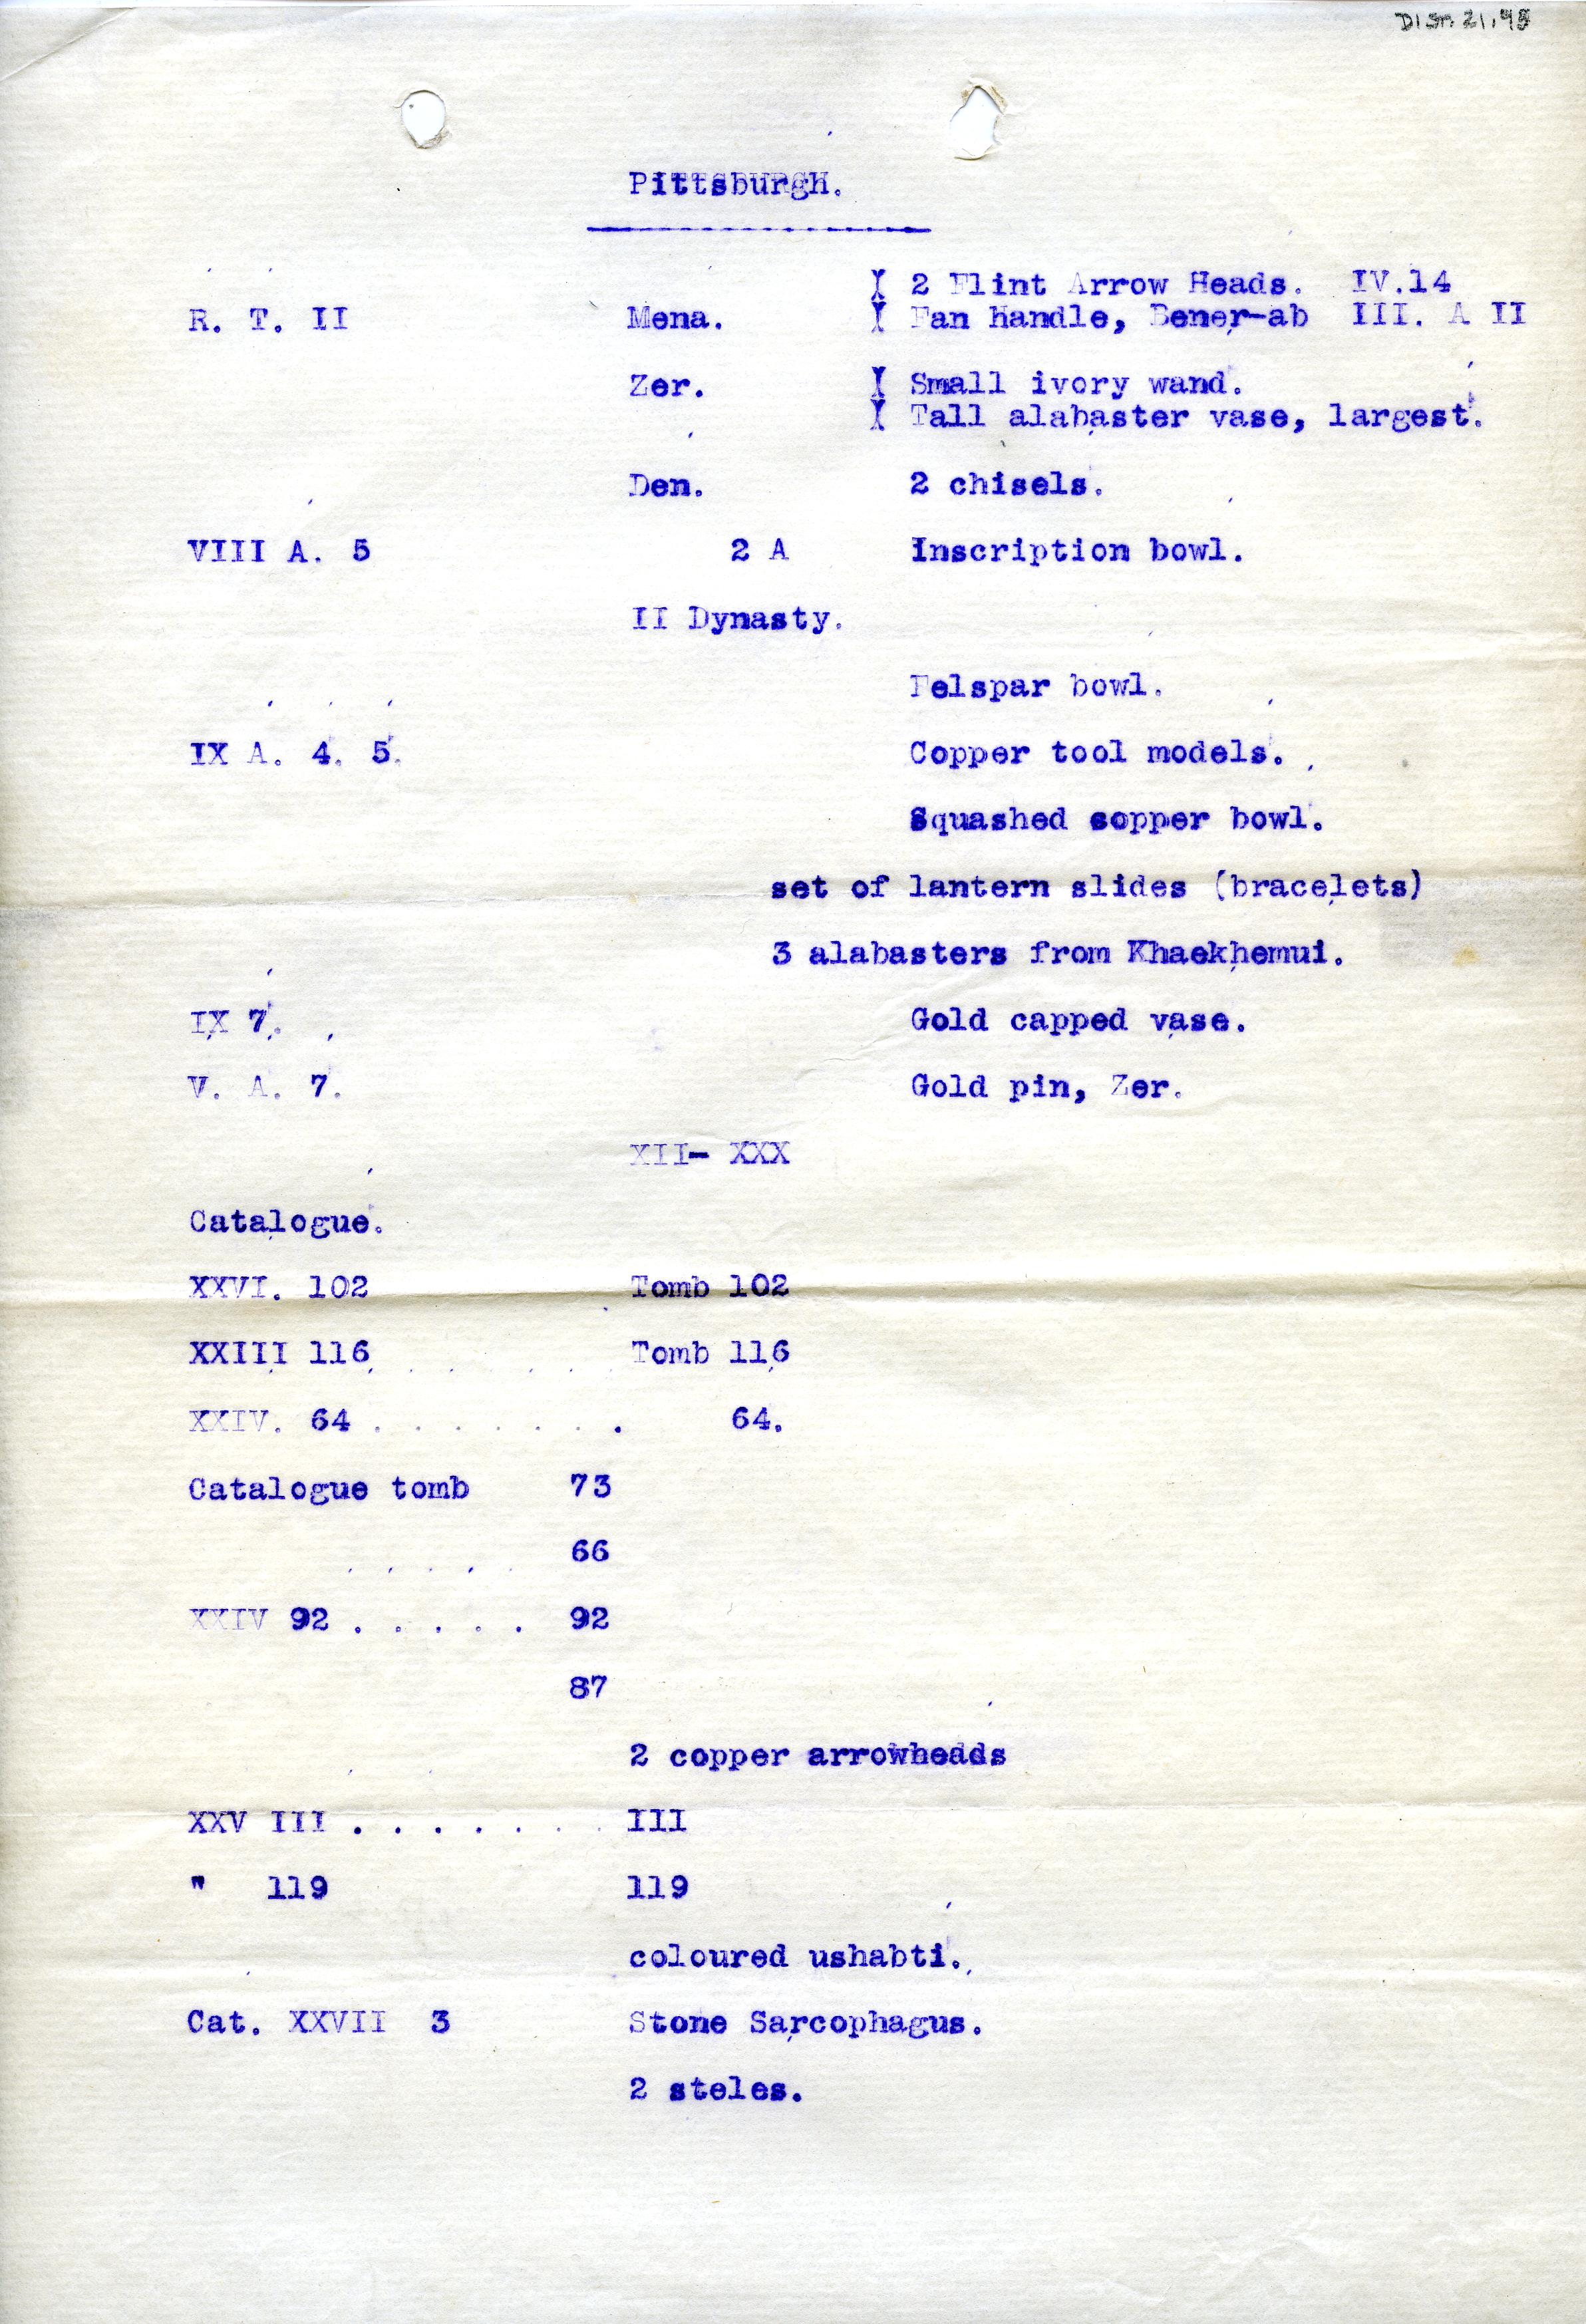 Distr. 21.48
Pittsburgh.
2 Flint Arrow Heads. IV.14
R. T. II Mena. Fan Handle, Bener-ab III. A II
Zer. Small ivory wand.
Tall alabaster vase, largest.
Den. 2 chisels.
VIII A. 5 2 A Inscription bowl.
II Dynasty.
Felspar bowl.
IX A. 4. 5. Copper tool models.
Squashed copper bowl.
set of lantern slides (bracelets)
3 alabasters from Khaekhemui.
IX 7. Gold capped vase.
V. A. 7. Gold pin, Zer.
XII- XXX
Catalogue.
XXVI. 102 Tomb 102
XXIII 116 Tomb 116
XXIV. 64 . . . . . . . 64.
Catalogue tomb 73
66
XXIV 92 . . . . . 92
87
2 copper arrowheads
XXV III . . . . . . . III
" 119 119
coloured ushabti.
Cat. XXVII 3 Stone Sarcophagus.
2 steles.